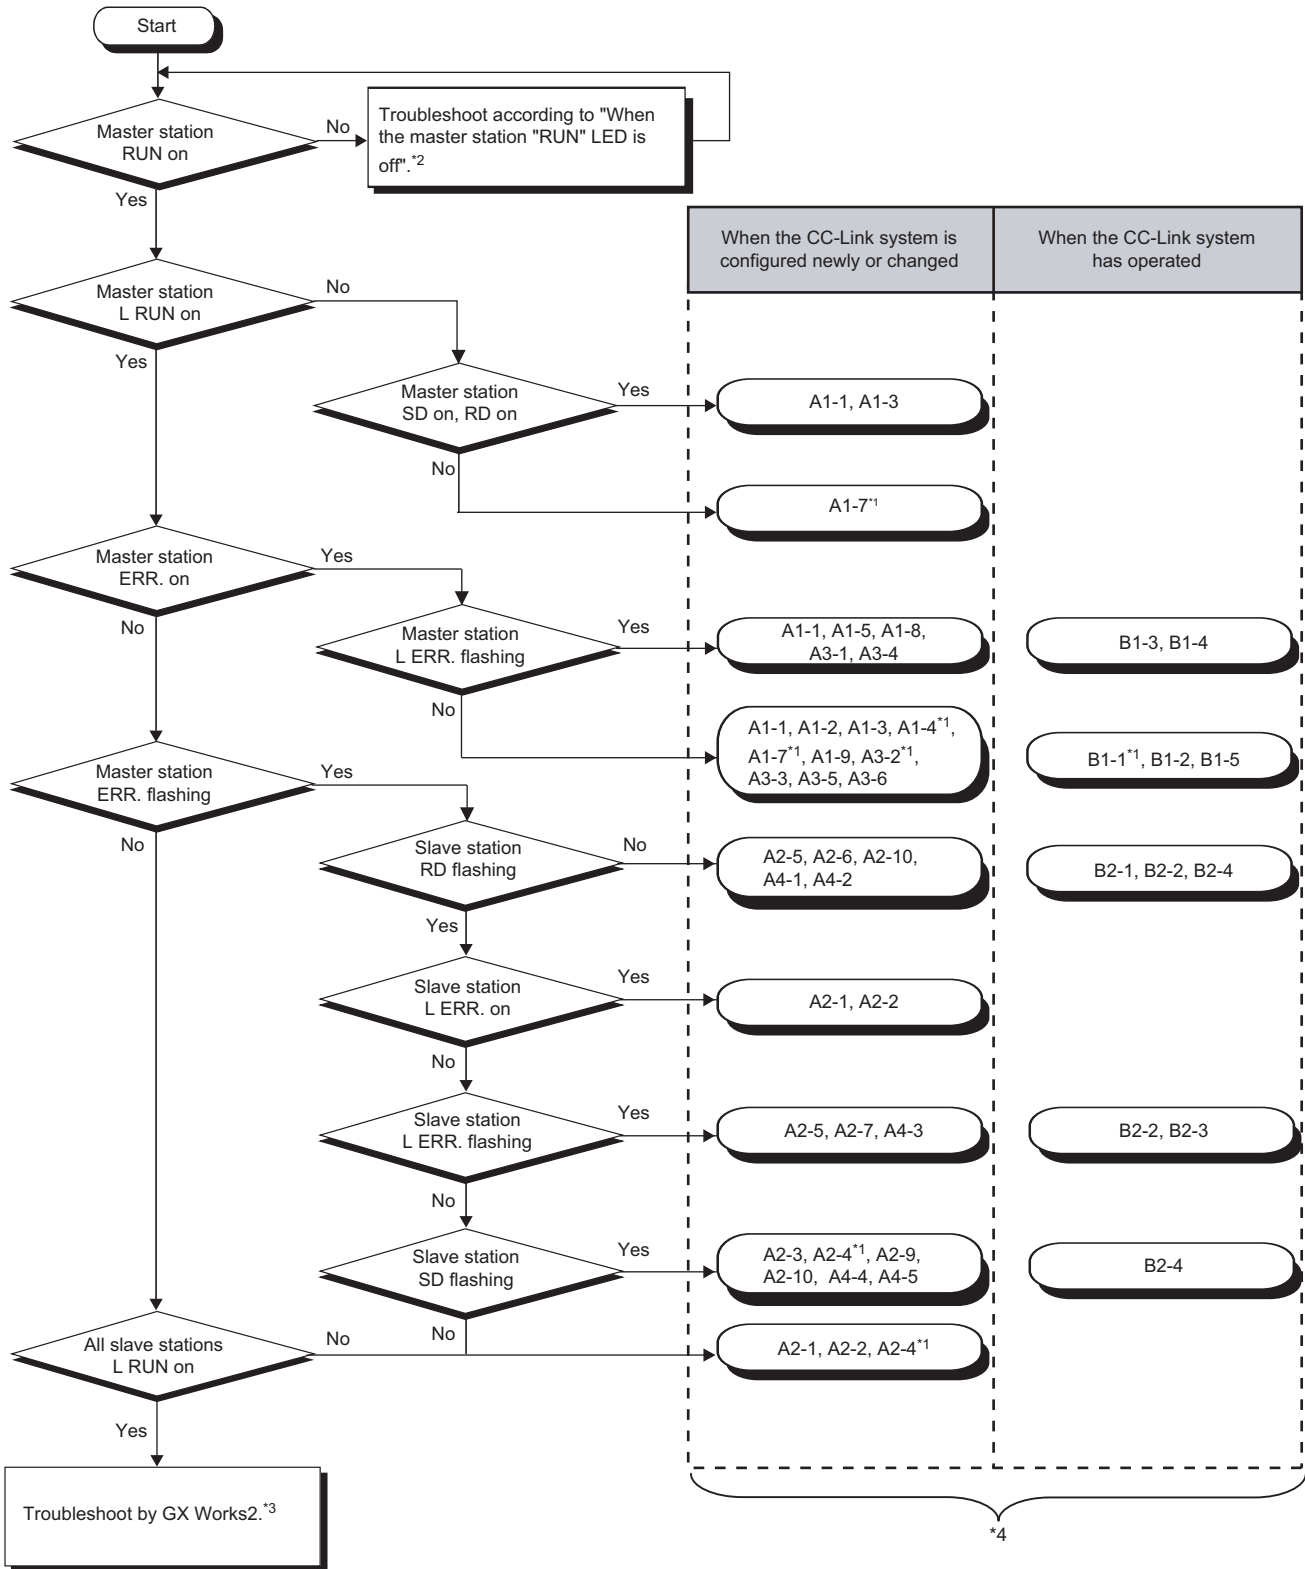 Start
Master station
RUN on
No
Troubleshoot according to "When
the master station "RUN" LED is
off".*2
Yes
When the CC-Link system is
configured newly or changed
When the CC-Link system
has operated
Master station
L RUN on
No
Yes
Master station
SD on, RD on
Yes
A1-1, A1-3
No
A1-7*1
Master station
ERR. on
Yes
No
Master station
L ERR. flashing
Yes
A1-1, A1-5, A1-8,
A3-1, A3-4
B1-3, B1-4
No
A1-1, A1-2, A1-3, A1-4*1,
A1-7*1, A1-9, A3-2*1,
A3-3, A3-5, A3-6
B1-1*1, B1-2, B1-5
Master station
ERR. flashing
Yes
No
Slave station
RD flashing
No
A2-5, A2-6, A2-10,
A4-1, A4-2
B2-1, B2-2, B2-4
Yes
Slave station
L ERR. on
Yes
A2-1, A2-2
No
Slave station
L ERR. flashing
Yes
A2-5, A2-7, A4-3
B2-2, B2-3
No
Slave station
SD flashing
Yes
A2-3, A2-4*1, A2-9,
A2-10, A4-4, A4-5
B2-4
No
All slave stations
L RUN on
No
A2-1, A2-2, A2-4*1
Yes
Troubleshoot by GX Works2.*3
*4